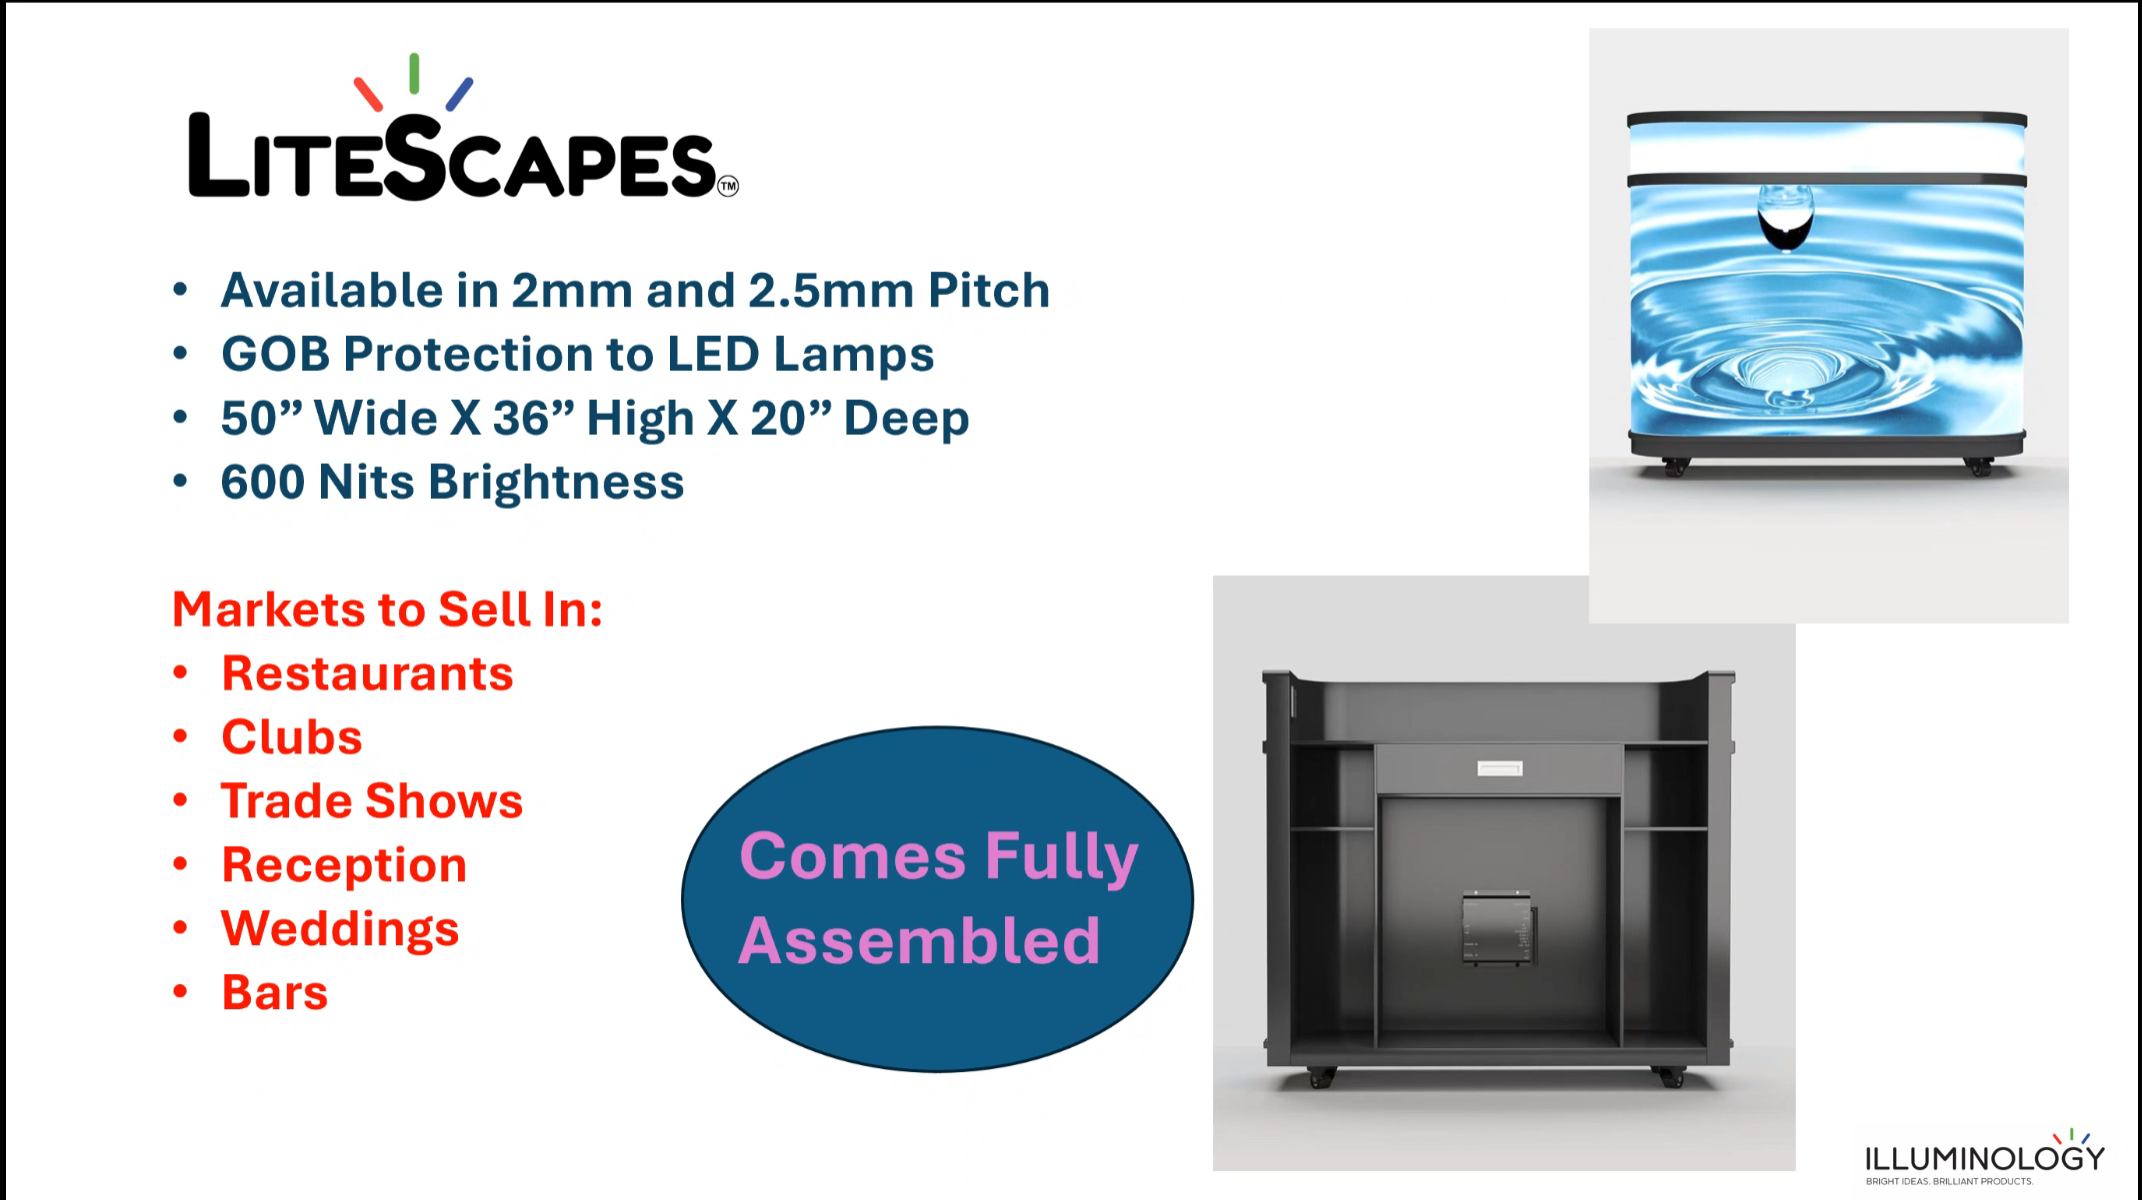 LITESCAPES TM
• Available in 2mm and 2.5mm Pitch
• GOB Protection to LED Lamps
• 50” Wide X 36” High X 20” Deep
• 600 Nits Brightness
Markets to Sell In:
• Restaurants
• Clubs
• Trade Shows
• Reception
• Weddings
• Bars
Comes Fully
Assembled
ILLUMINOLOGY
BRIGHT IDEAS. BRILLIANT PRODUCTS.